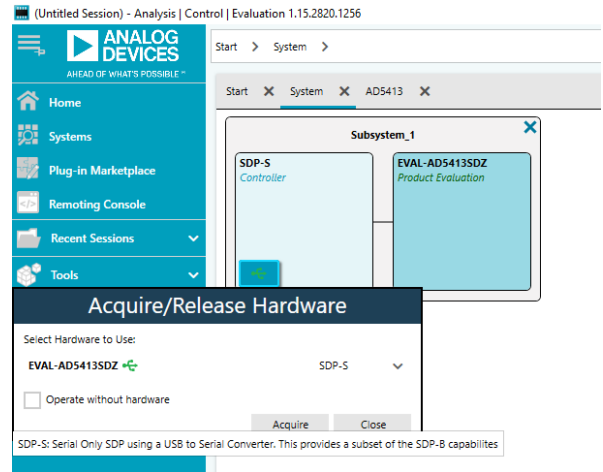 (Untitled Session) - Analysis | Control | Evaluation 1.15.2820.1256
ANALOG
DEVICES
AHEAD OF WHAT'S POSSIBLE™
Start > System >
Home
Systems
Plug-in Marketplace
Remoting Console
Recent Sessions
Tools
Start X System X AD5413 X
Subsystem_1
SDP-S
Controller
EVAL-AD5413SDZ
Product Evaluation
Acquire/Release Hardware
Select Hardware to Use:
EVAL-AD5413SDZ SDP-S
Operate without hardware
Acquire Close
SDP-S: Serial Only SDP using a USB to Serial Converter. This provides a subset of the SDP-B capabilites